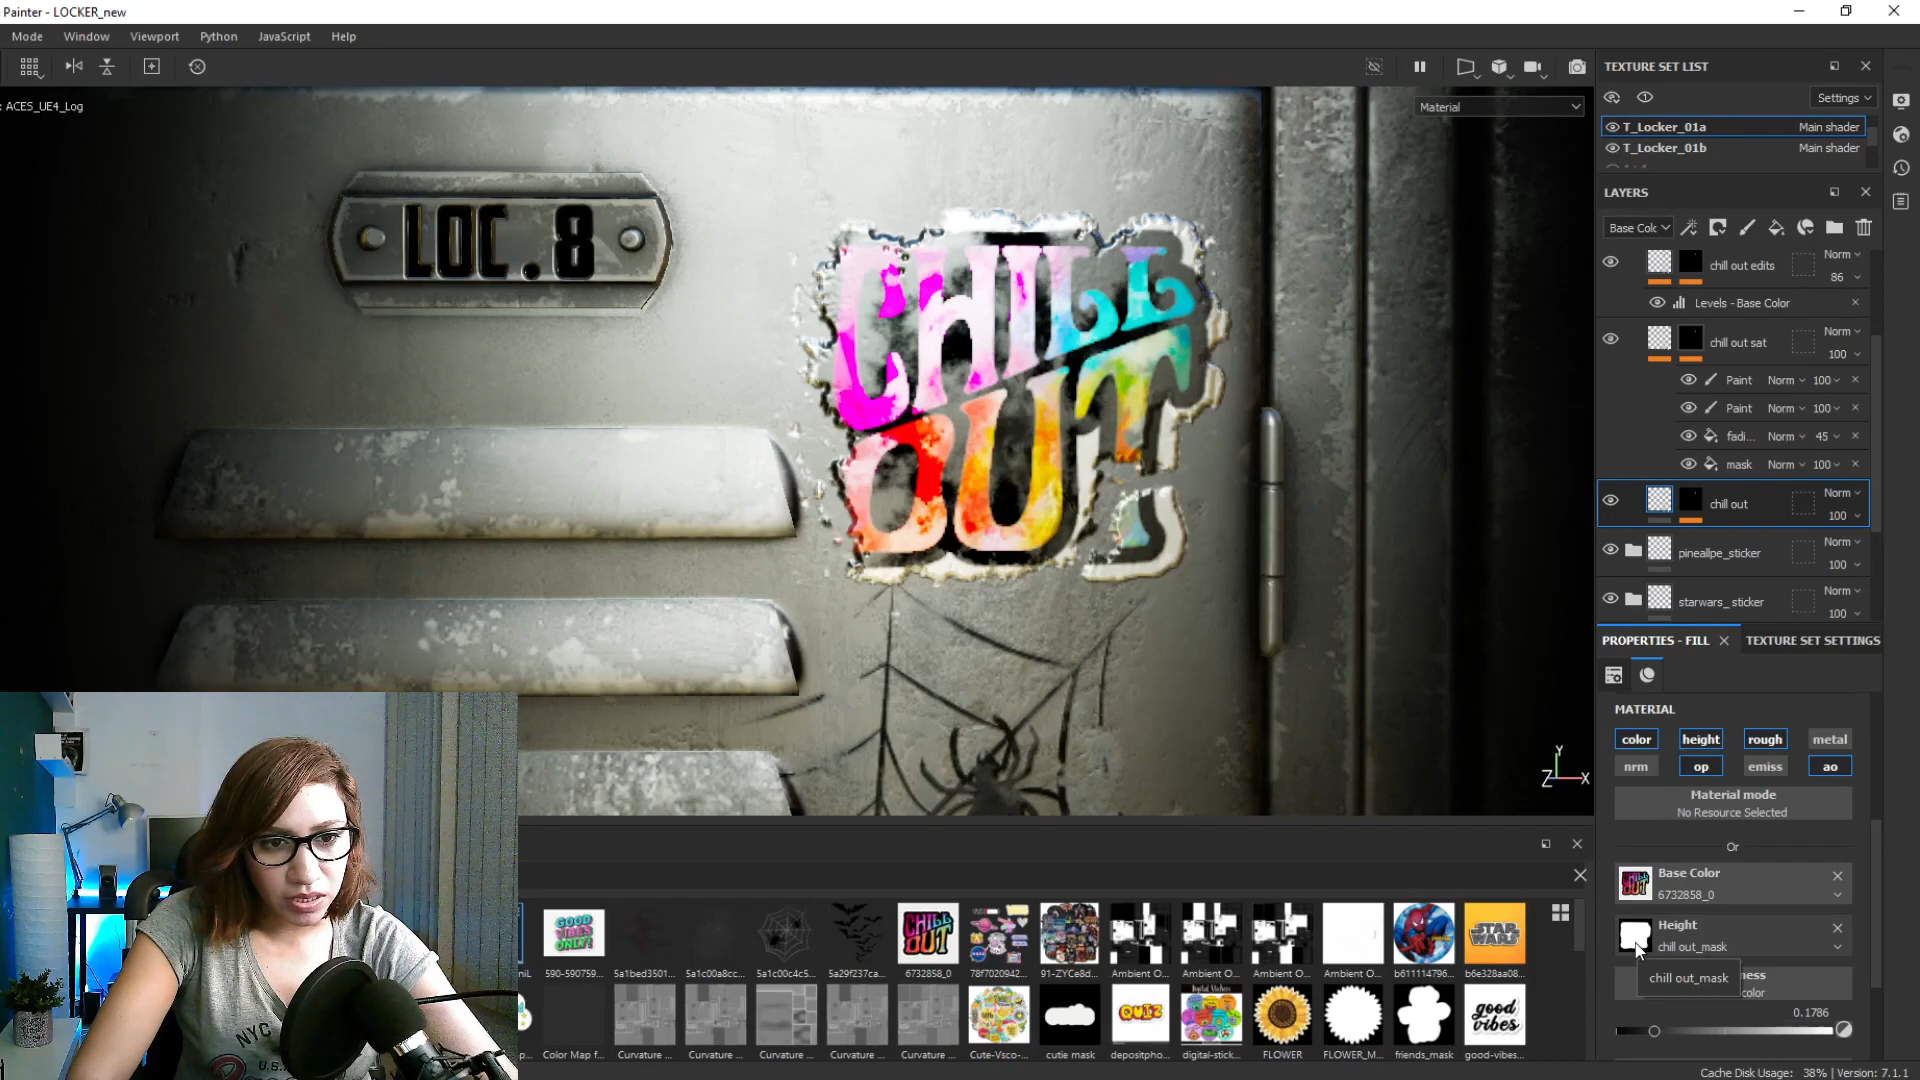 Painter - LOCKER_new
Mode Window Viewport Python JavaScript Help
: ACES_UE4_Log
Material
LOC.8
CHILL
OUT
TEXTURE SET LIST
Settings
T_Locker_01a Main shader
T_Locker_01b Main shader
LAYERS
Base Colc
chill out edits Norm 86
Levels - Base Color
chill out sat Norm 100
Paint Norm 100
Paint Norm 100
fadi... Norm 45
mask Norm 100
chill out Norm 100
pineallpe_sticker Norm 100
starwars_sticker Norm 100
PROPERTIES - FILL TEXTURE SET SETTINGS
MATERIAL
color height rough metal
nrm op emiss ao
Material mode
No Resource Selected
Or
Base Color
6732858_0
Height
chill out_mask
chill out_mask
ness
color
0.1786
Y
Z X
GOOD VIBES ONLY!
CHILL OUT
STAR WARS
590-590759... 5a1bed3501... 5a1c00a8cc... 5a1c00c4c5... 5a29f237ca... 6732858_0 78f7020942... 91-ZYCe8d... Ambient O... Ambient O... Ambient O... Ambient O... b611114796... b6e328aa08...
QUIZ
good vibes
Color Map f... Curvature ... Curvature ... Curvature ... Curvature ... Curvature ... Cute-Vsco-... cutie mask depositpho... digital-stick... FLOWER FLOWER_M... friends_mask good-vibes...
NYC
Cache Disk Usage: 38% | Version: 7.1.1